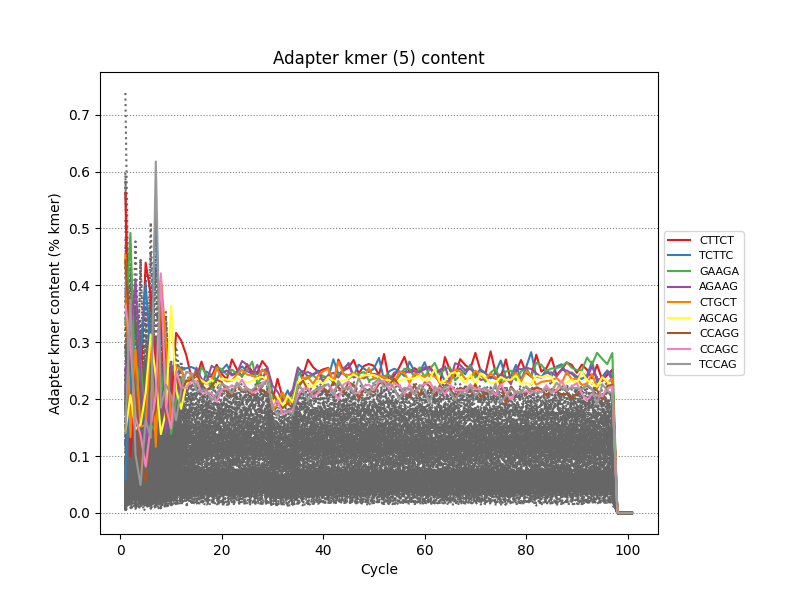 Adapter kmer (5) content
Adapter kmer content (% kmer)
0.7
0.6
0.5
0.4
0.3
0.2
0.1
0.0
0 20 40 60 80 100
Cycle
CTTCT
TCTTC
GAAGA
AGAAG
CTGCT
AGCAG
CCAGG
CCAGC
TCCAG